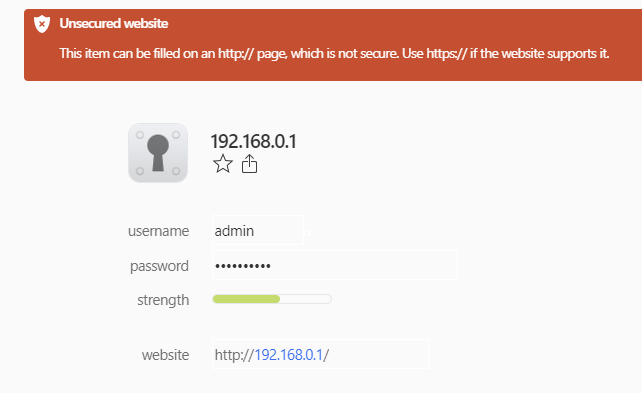 Unsecured website
This item can be filled on an http:// page, which is not secure. Use https:// if the website supports it.
192.168.0.1
username admin
password ••••••••••
strength
website http://192.168.0.1/